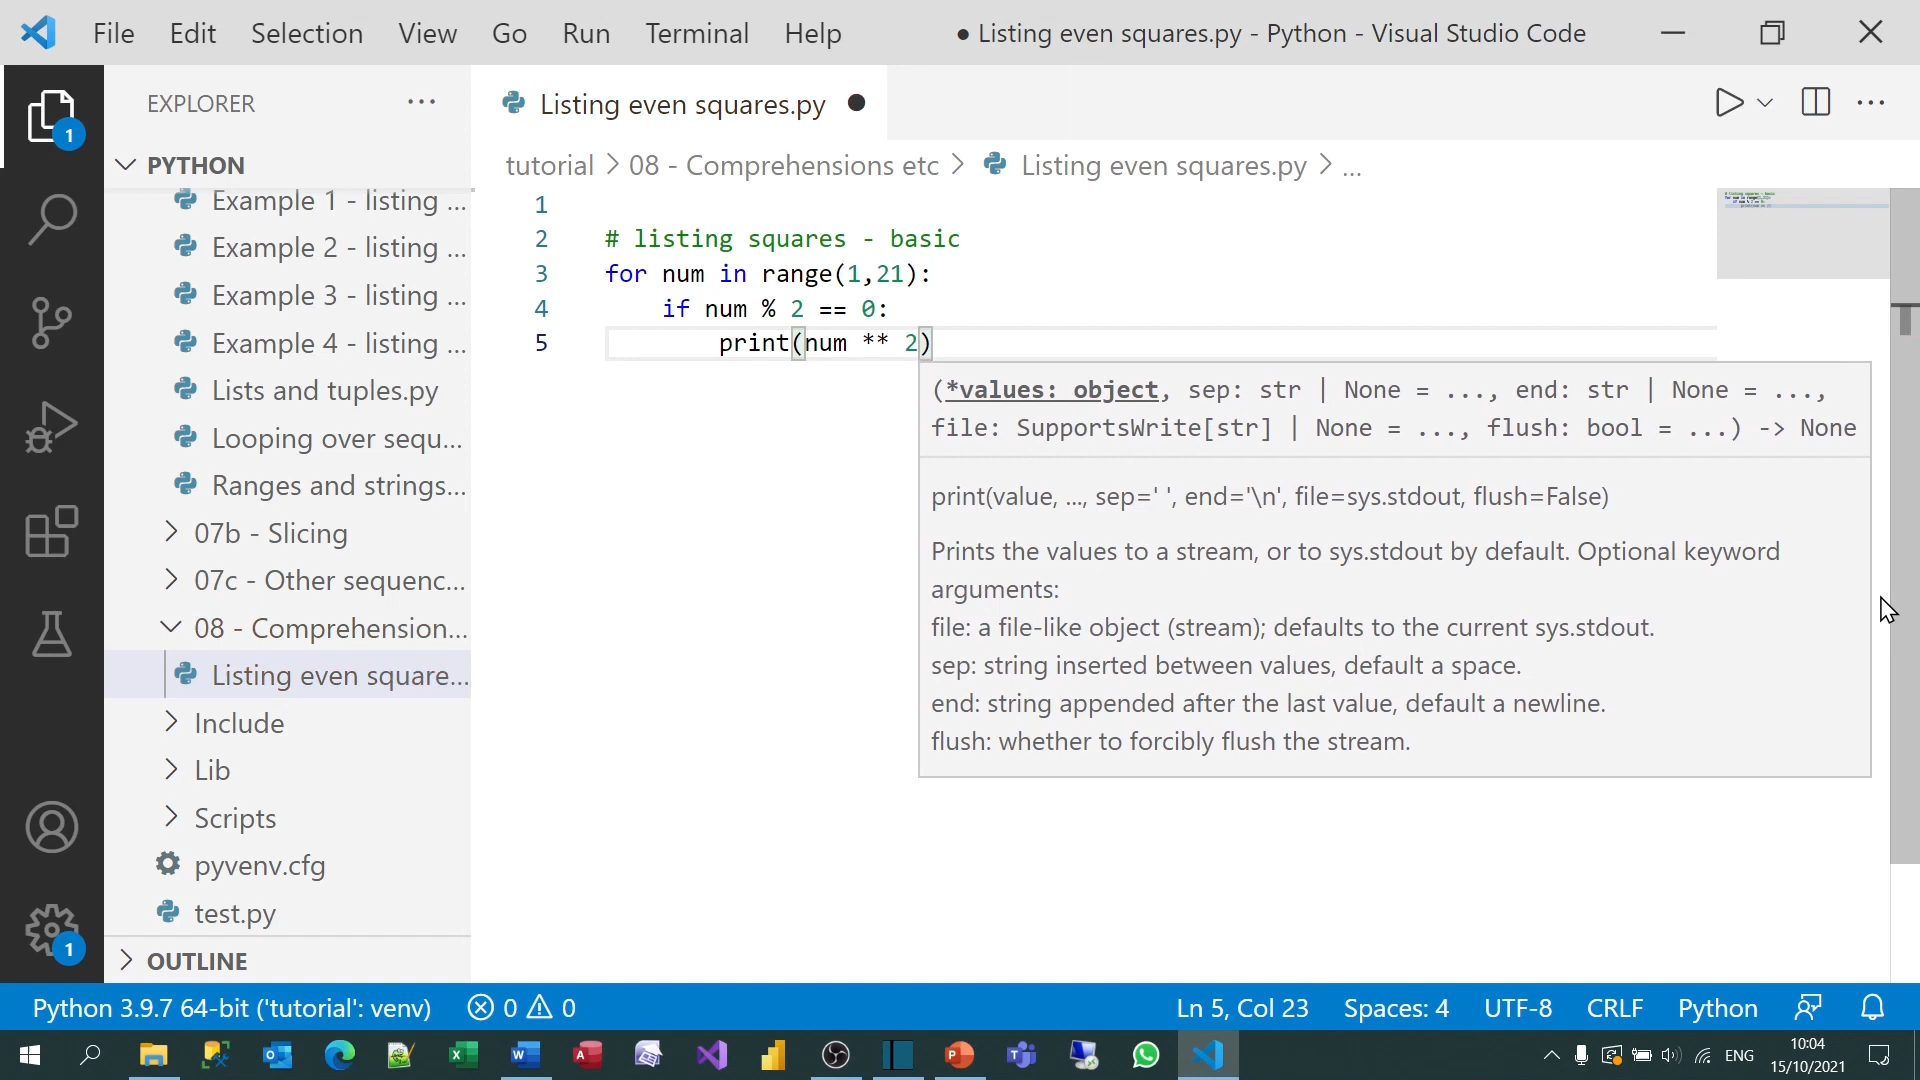 File Edit Selection View Go Run Terminal Help
● Listing even squares.py - Python - Visual Studio Code
EXPLORER
Listing even squares.py
PYTHON
tutorial > 08 - Comprehensions etc > Listing even squares.py > ...
Example 1 - listing ...
Example 2 - listing ...
Example 3 - listing ...
Example 4 - listing ...
Lists and tuples.py
Looping over sequ...
Ranges and strings...
07b - Slicing
07c - Other sequenc...
08 - Comprehension...
Listing even square...
Include
Lib
Scripts
pyvenv.cfg
test.py
OUTLINE
1
2 # listing squares - basic
3 for num in range(1,21):
4 if num % 2 == 0:
5 print(num ** 2)
(*values: object, sep: str | None = ..., end: str | None = ...,
file: SupportsWrite[str] | None = ..., flush: bool = ...) -> None
print(value, ..., sep=' ', end='\n', file=sys.stdout, flush=False)
Prints the values to a stream, or to sys.stdout by default. Optional keyword
arguments:
file: a file-like object (stream); defaults to the current sys.stdout.
sep: string inserted between values, default a space.
end: string appended after the last value, default a newline.
flush: whether to forcibly flush the stream.
1
1
Python 3.9.7 64-bit ('tutorial': venv) 0 0
Ln 5, Col 23 Spaces: 4 UTF-8 CRLF Python
ENG
10:04
15/10/2021